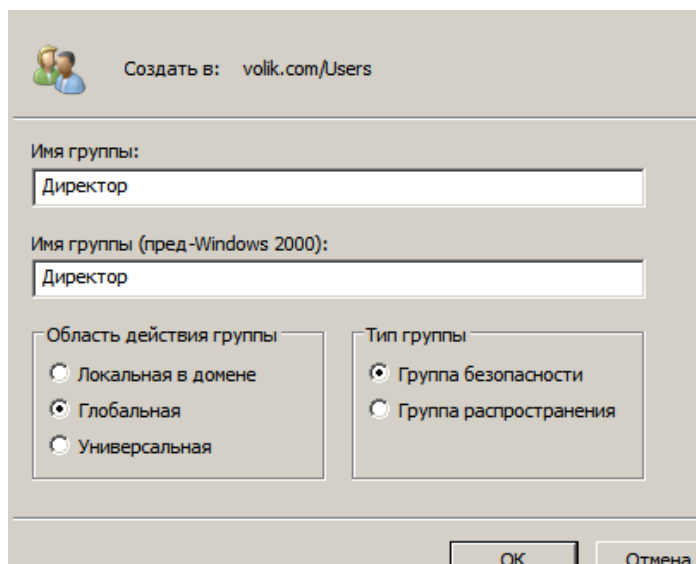 Создать в: volik.com/Users
Имя группы:
Директор
Имя группы (пред-Windows 2000):
Директор
Область действия группы
Локальная в домене
Глобальная
Универсальная
Тип группы
Группа безопасности
Группа распространения
ОК
Отмена